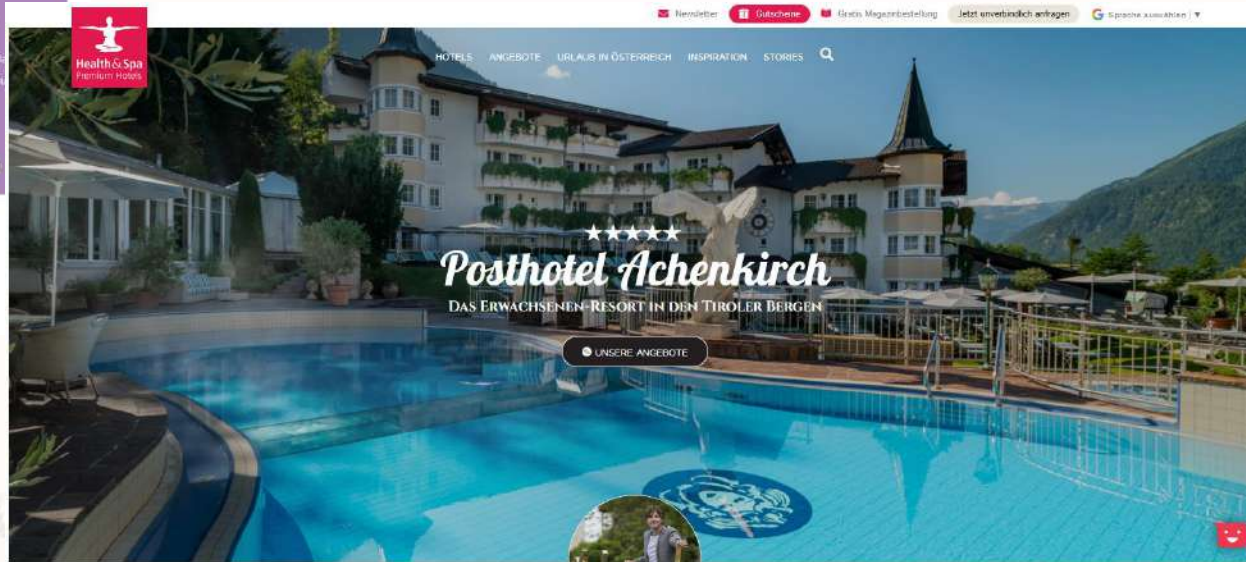 Newsletter
Gutscheine
Gratis Magazinbestellung
Jetzt unverbindlich anfragen
Sprache auswählen
Health & Spa
Premium Hotels
HOTELS
ANGEBOTE
URLAUB IN ÖSTERREICH
INSPIRATION
STORIES
Posthotel Achenkirch
DAS ERWACHSENEN-RESORT IN DEN TIROLER BERGEN
UNSERE ANGEBOTE